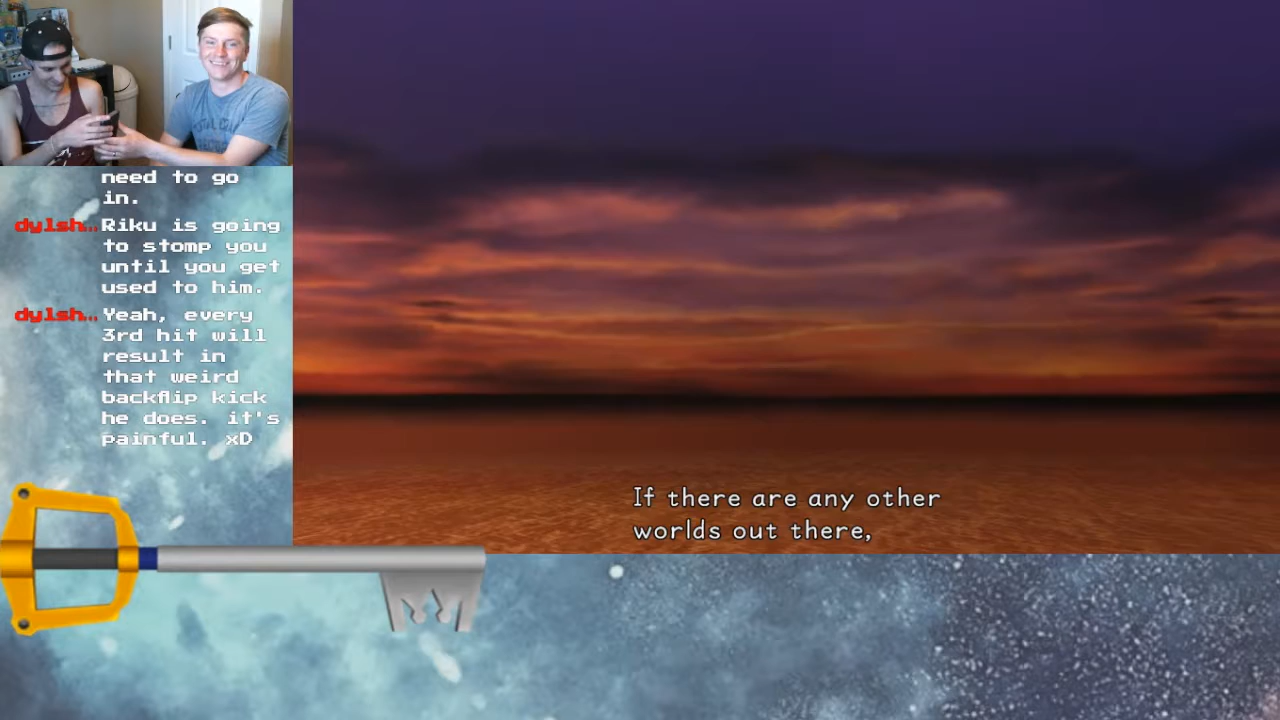 need to go
in.
dylsh...Riku is going
to stomp you
until you get
used to him.
dylsh...Yeah, every
3rd hit will
result in
that weird
backflip kick
he does. it's
painful. xD
If there are any other
worlds out there,